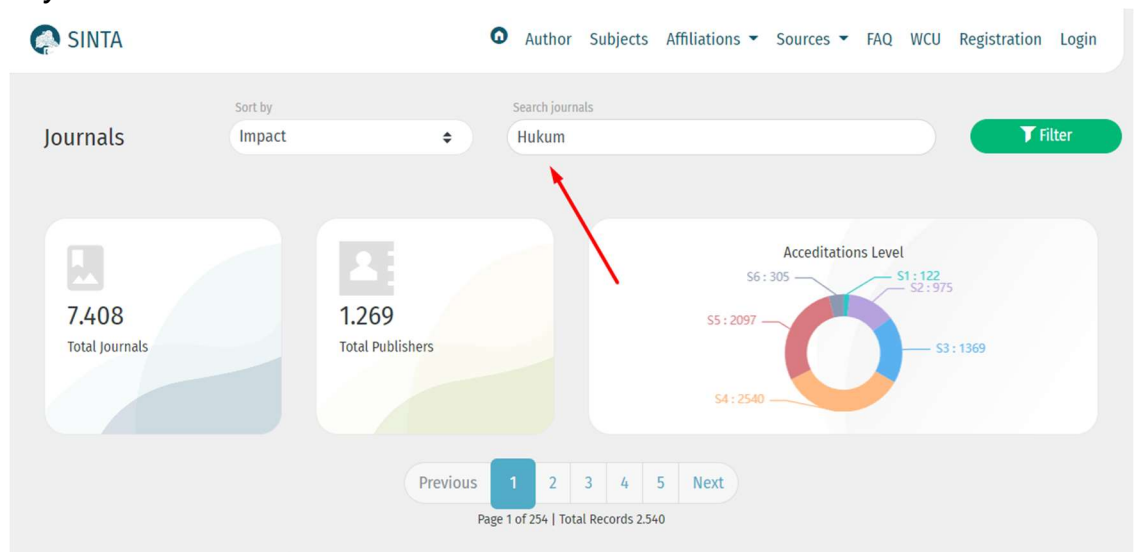 SINTA
Author Subjects Affiliations Sources FAQ WCU Registration Login
Sort by
Search journals
Journals
Impact
Hukum
Filter
7.408
Total Journals
1.269
Total Publishers
Acceditations Level
S6 : 305
S1 : 122
S2 : 975
S5 : 2097
S3 : 1369
S4 : 2540
Previous 1 2 3 4 5 Next
Page 1 of 254 | Total Records 2.540